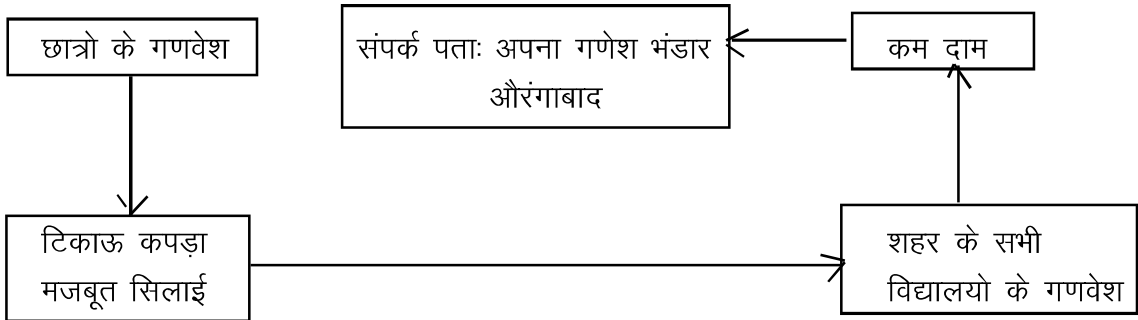 छात्रो के गणवेश
संपर्क पताः अपना गणेश भंडार
औरंगाबाद
कम दाम
टिकाऊ कपड़ा
मजबूत सिलाई
शहर के सभी
विद्यालयो के गणवेश